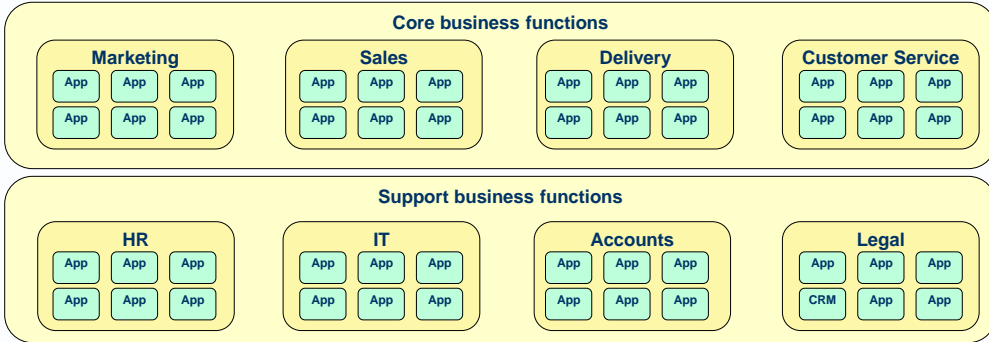 Core business functions
Marketing Sales Delivery Customer Service
App App App App App App App App App App App App
App App App App App App App App App App App App
Support business functions
HR IT Accounts Legal
App App App App App App App App App App App App
App App App App App App App App App CRM App App